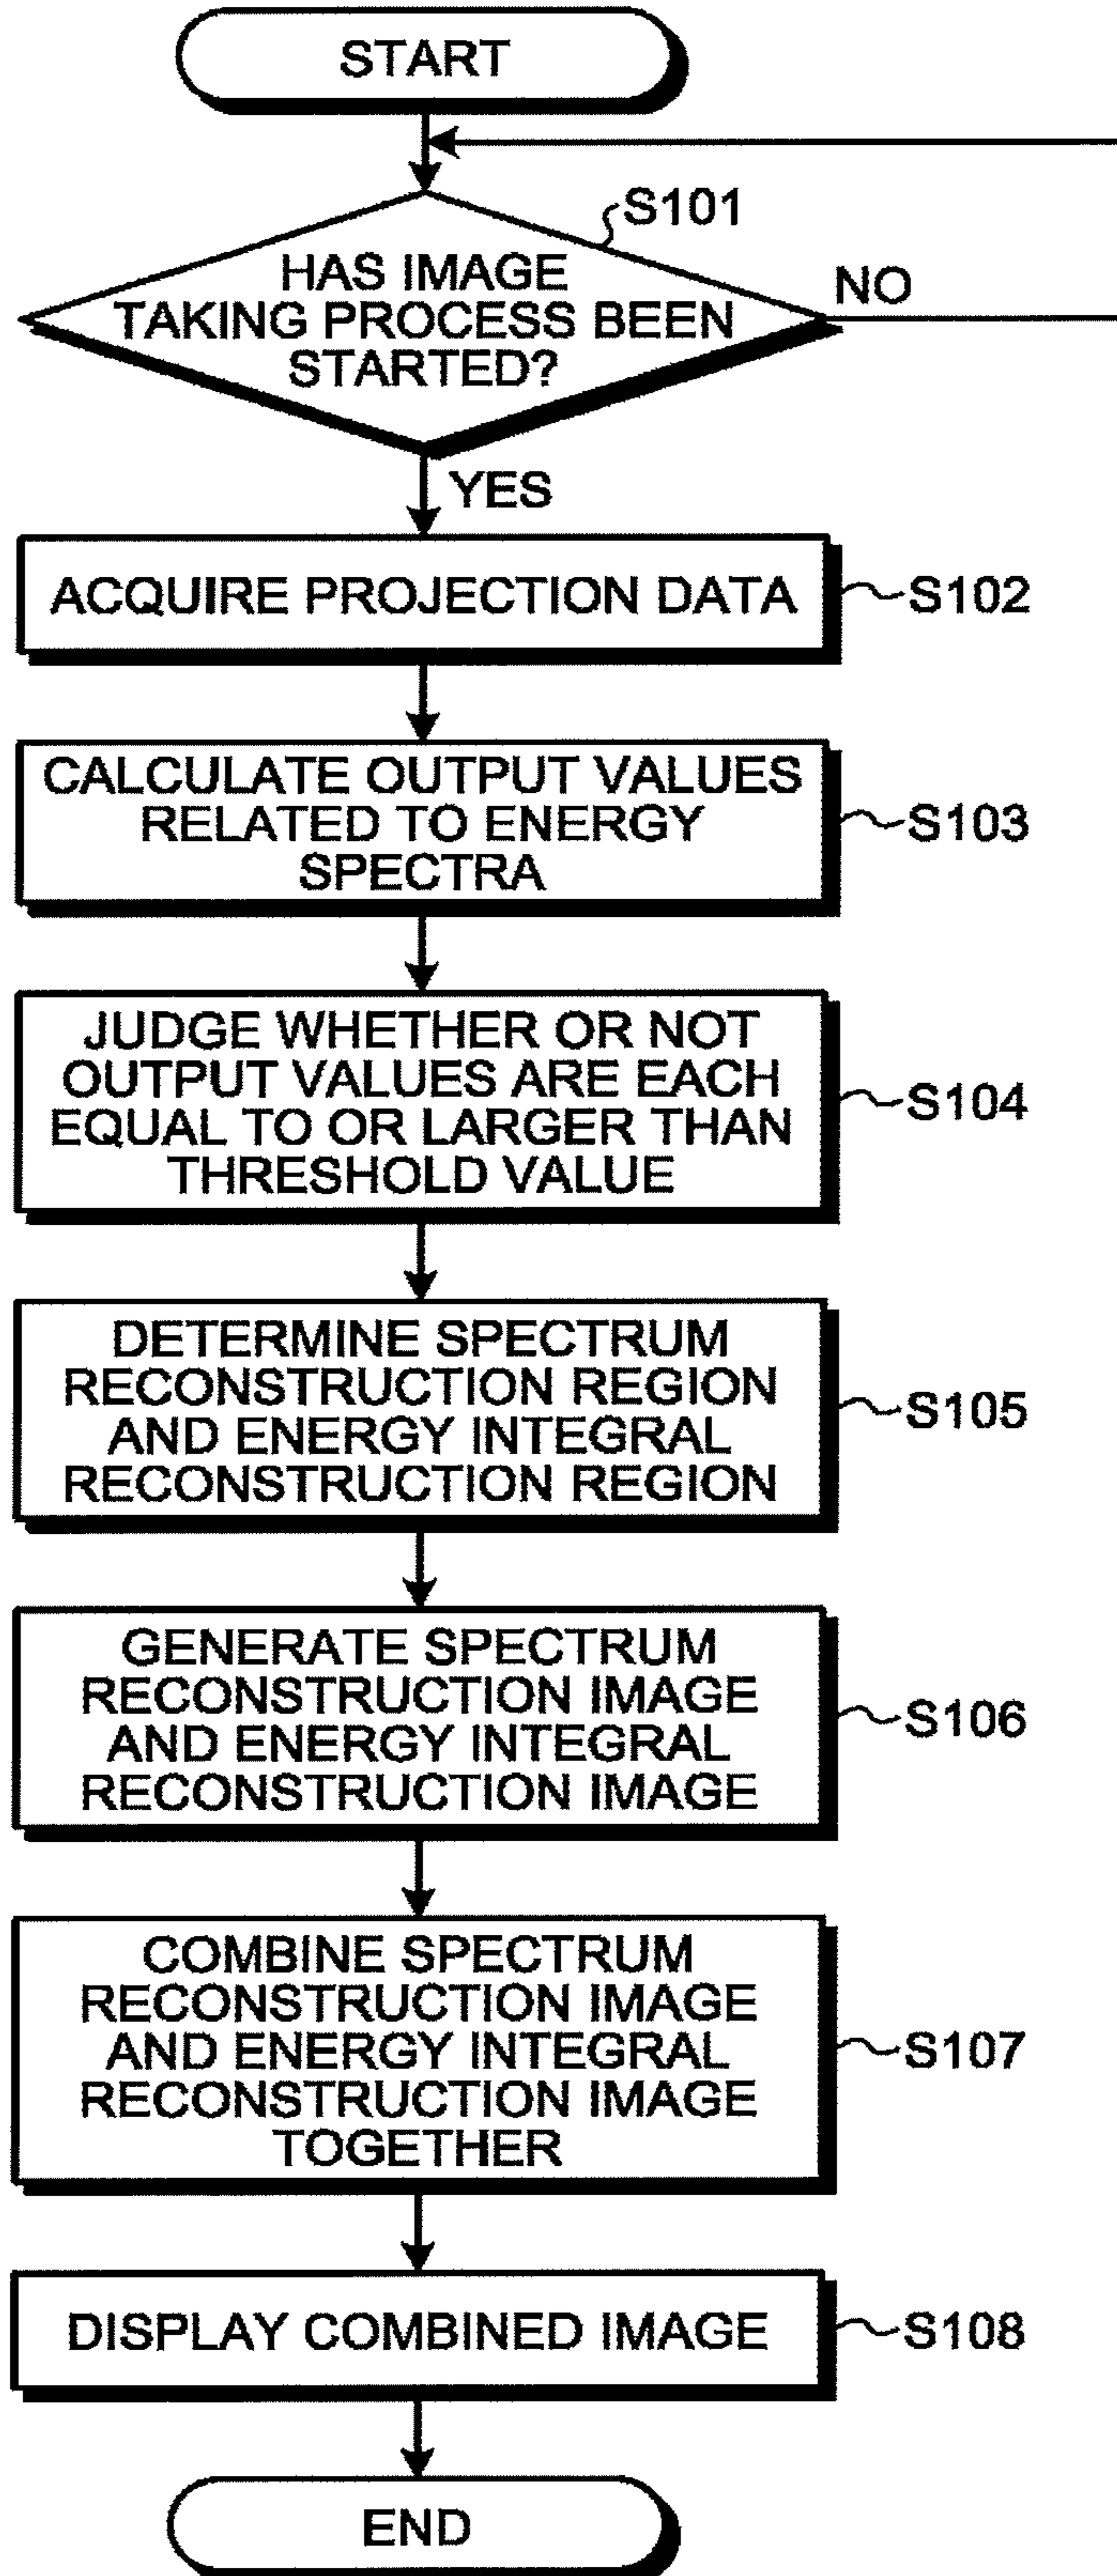 START
S101
HAS IMAGE
TAKING PROCESS BEEN
STARTED?
NO
YES
ACQUIRE PROJECTION DATA
S102
CALCULATE OUTPUT VALUES
RELATED TO ENERGY
SPECTRA
S103
JUDGE WHETHER OR NOT
OUTPUT VALUES ARE EACH
EQUAL TO OR LARGER THAN
THRESHOLD VALUE
S104
DETERMINE SPECTRUM
RECONSTRUCTION REGION
AND ENERGY INTEGRAL
RECONSTRUCTION REGION
S105
GENERATE SPECTRUM
RECONSTRUCTION IMAGE
AND ENERGY INTEGRAL
RECONSTRUCTION IMAGE
S106
COMBINE SPECTRUM
RECONSTRUCTION IMAGE
AND ENERGY INTEGRAL
RECONSTRUCTION IMAGE
TOGETHER
S107
DISPLAY COMBINED IMAGE
S108
END